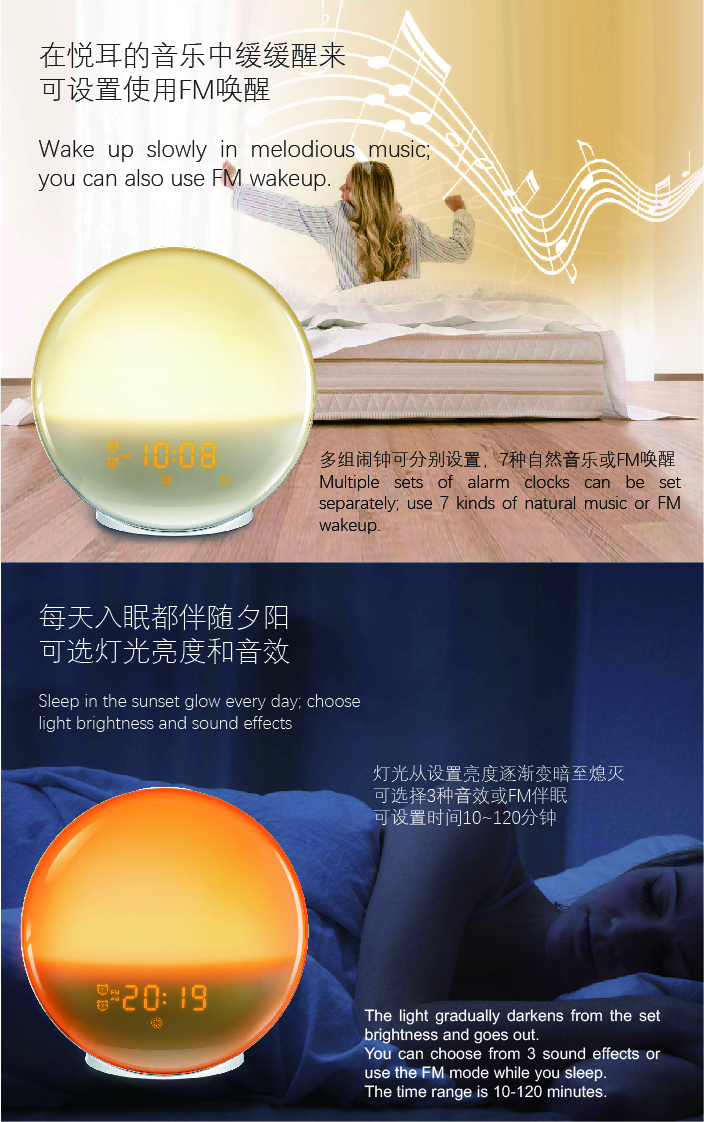 在悦耳的音乐中缓缓醒来
可设置使用FM唤醒
Wake up slowly in melodious music;
you can also use FM wakeup.
10:08
多组闹钟可分别设置，7种自然音乐或FM唤醒
Multiple sets of alarm clocks can be set
separately; use 7 kinds of natural music or FM
wakeup.
每天入眠都伴随夕阳
可选灯光亮度和音效
Sleep in the sunset glow every day; choose
light brightness and sound effects
灯光从设置亮度逐渐变暗至熄灭
可选择3种音效或FM伴眠
可设置时间10~120分钟
FM
AM
20:19
The light gradually darkens from the set
brightness and goes out.
You can choose from 3 sound effects or
use the FM mode while you sleep.
The time range is 10-120 minutes.